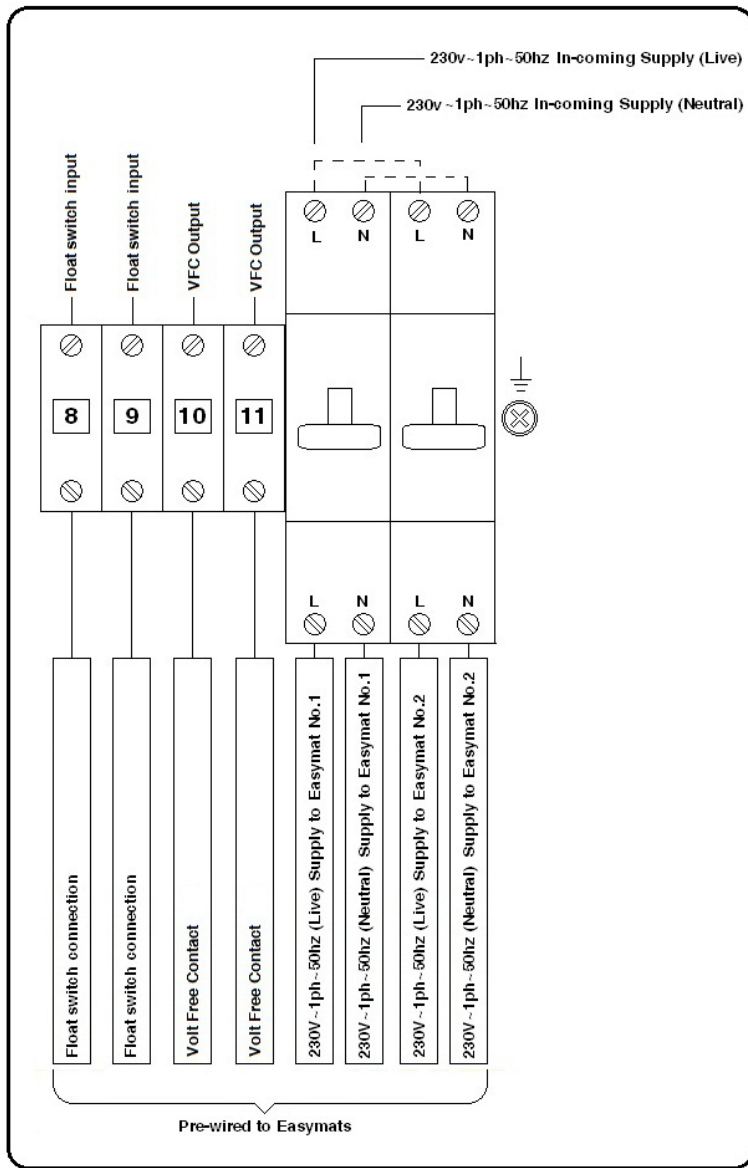 230v~1ph~50hz In-coming Supply (Live)
230v~1ph~50hz In-coming Supply (Neutral)
Float switch input
Float switch input
VFC Output
VFC Output
L
N
L
N
8
9
10
11
L
N
L
N
Float switch connection
Float switch connection
Volt Free Contact
Volt Free Contact
230V~1ph~50hz (Live) Supply to Easymat No.1
230V~1ph~50hz (Neutral) Supply to Easymat No.1
230V~1ph~50hz (Live) Supply to Easymat No.2
230V~1ph~50hz (Neutral) Supply to Easymat No.2
Pre-wired to Easymats